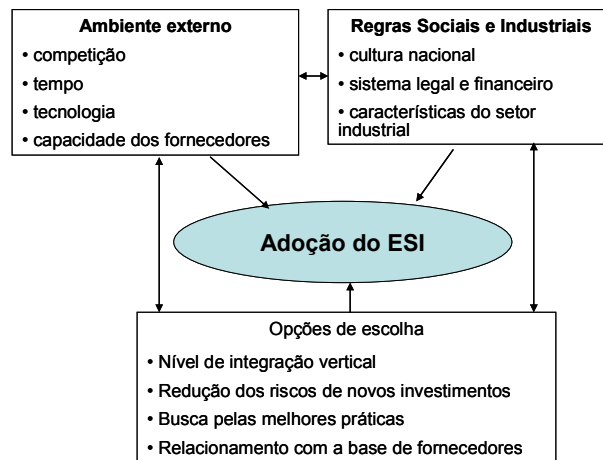 Ambiente externo
• competição
• tempo
• tecnologia
• capacidade dos fornecedores
Regras Sociais e Industriais
• cultura nacional
• sistema legal e financeiro
• características do setor
industrial
Adoção do ESI
Opções de escolha
• Nível de integração vertical
• Redução dos riscos de novos investimentos
• Busca pelas melhores práticas
• Relacionamento com a base de fornecedores